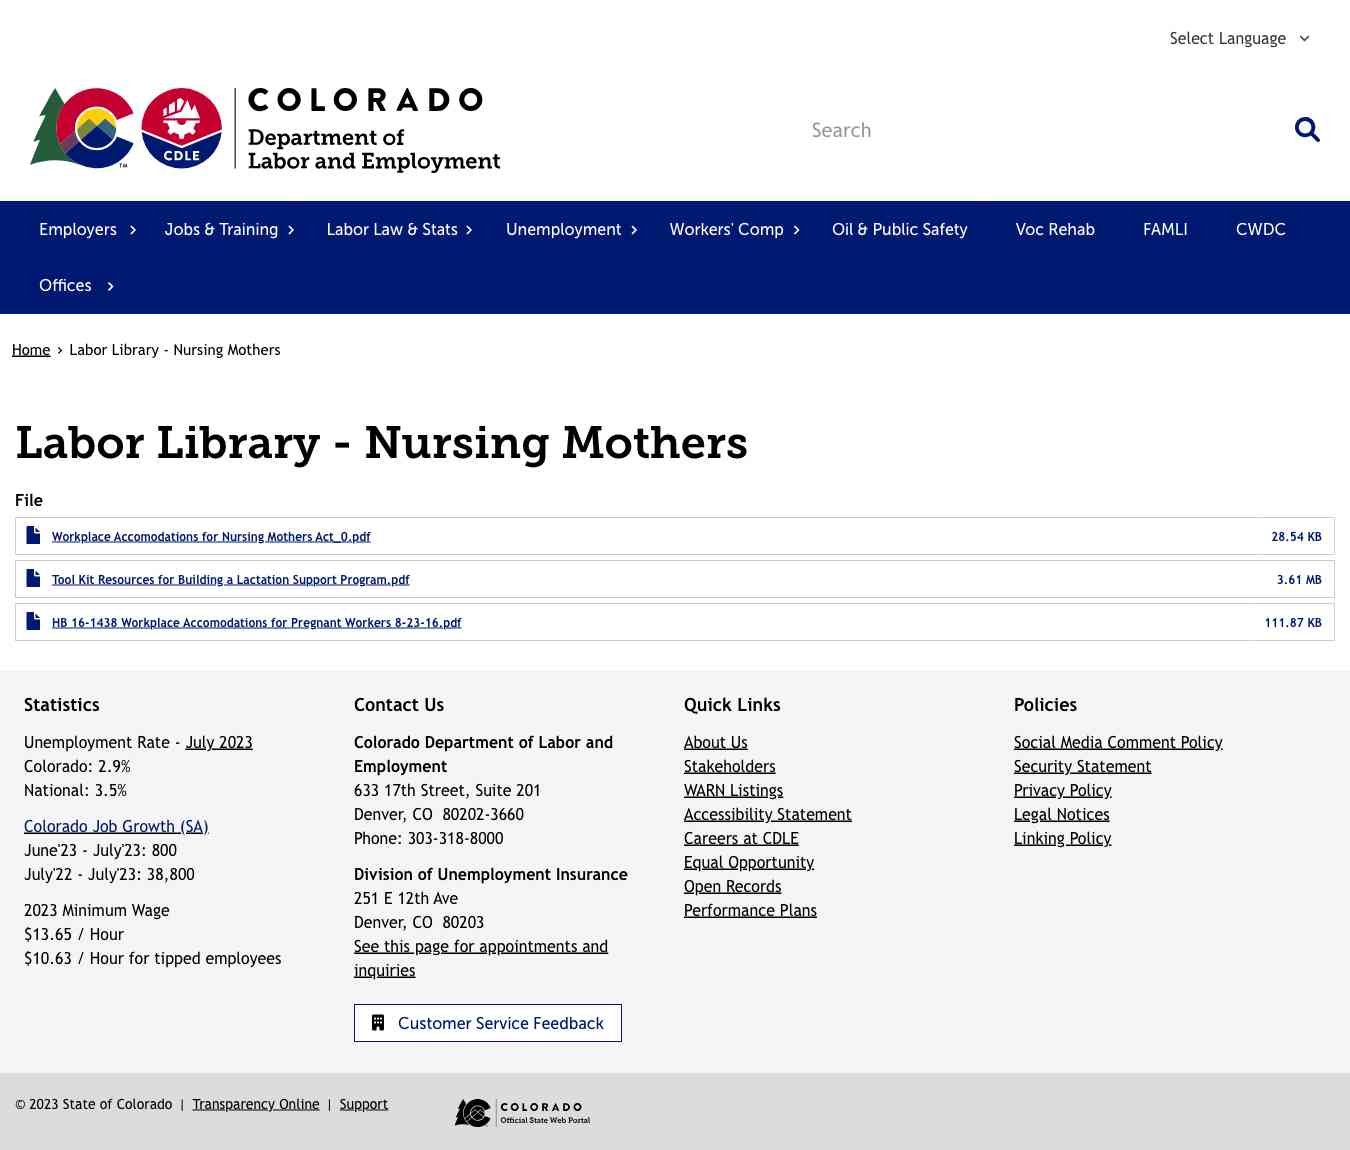 Select Language
COLORADO
Department of
Labor and Employment
CDLE
TM
Search
Employers
Jobs & Training
Labor Law & Stats
Unemployment
Workers' Comp
Oil & Public Safety
Voc Rehab
FAMLI
CWDC
Offices
Home › Labor Library - Nursing Mothers
Labor Library - Nursing Mothers
File
Workplace Accomodations for Nursing Mothers Act_0.pdf 28.54 KB
Tool Kit Resources for Building a Lactation Support Program.pdf 3.61 MB
HB 16-1438 Workplace Accomodations for Pregnant Workers 8-23-16.pdf 111.87 KB
Statistics
Unemployment Rate - July 2023
Colorado: 2.9%
National: 3.5%
Colorado Job Growth (SA)
June'23 - July'23: 800
July'22 - July'23: 38,800
2023 Minimum Wage
$13.65 / Hour
$10.63 / Hour for tipped employees
Contact Us
Colorado Department of Labor and
Employment
633 17th Street, Suite 201
Denver, CO  80202-3660
Phone: 303-318-8000
Division of Unemployment Insurance
251 E 12th Ave
Denver, CO  80203
See this page for appointments and
inquiries
Customer Service Feedback
Quick Links
About Us
Stakeholders
WARN Listings
Accessibility Statement
Careers at CDLE
Equal Opportunity
Open Records
Performance Plans
Policies
Social Media Comment Policy
Security Statement
Privacy Policy
Legal Notices
Linking Policy
© 2023 State of Colorado | Transparency Online | Support
COLORADO
Official State Web Portal